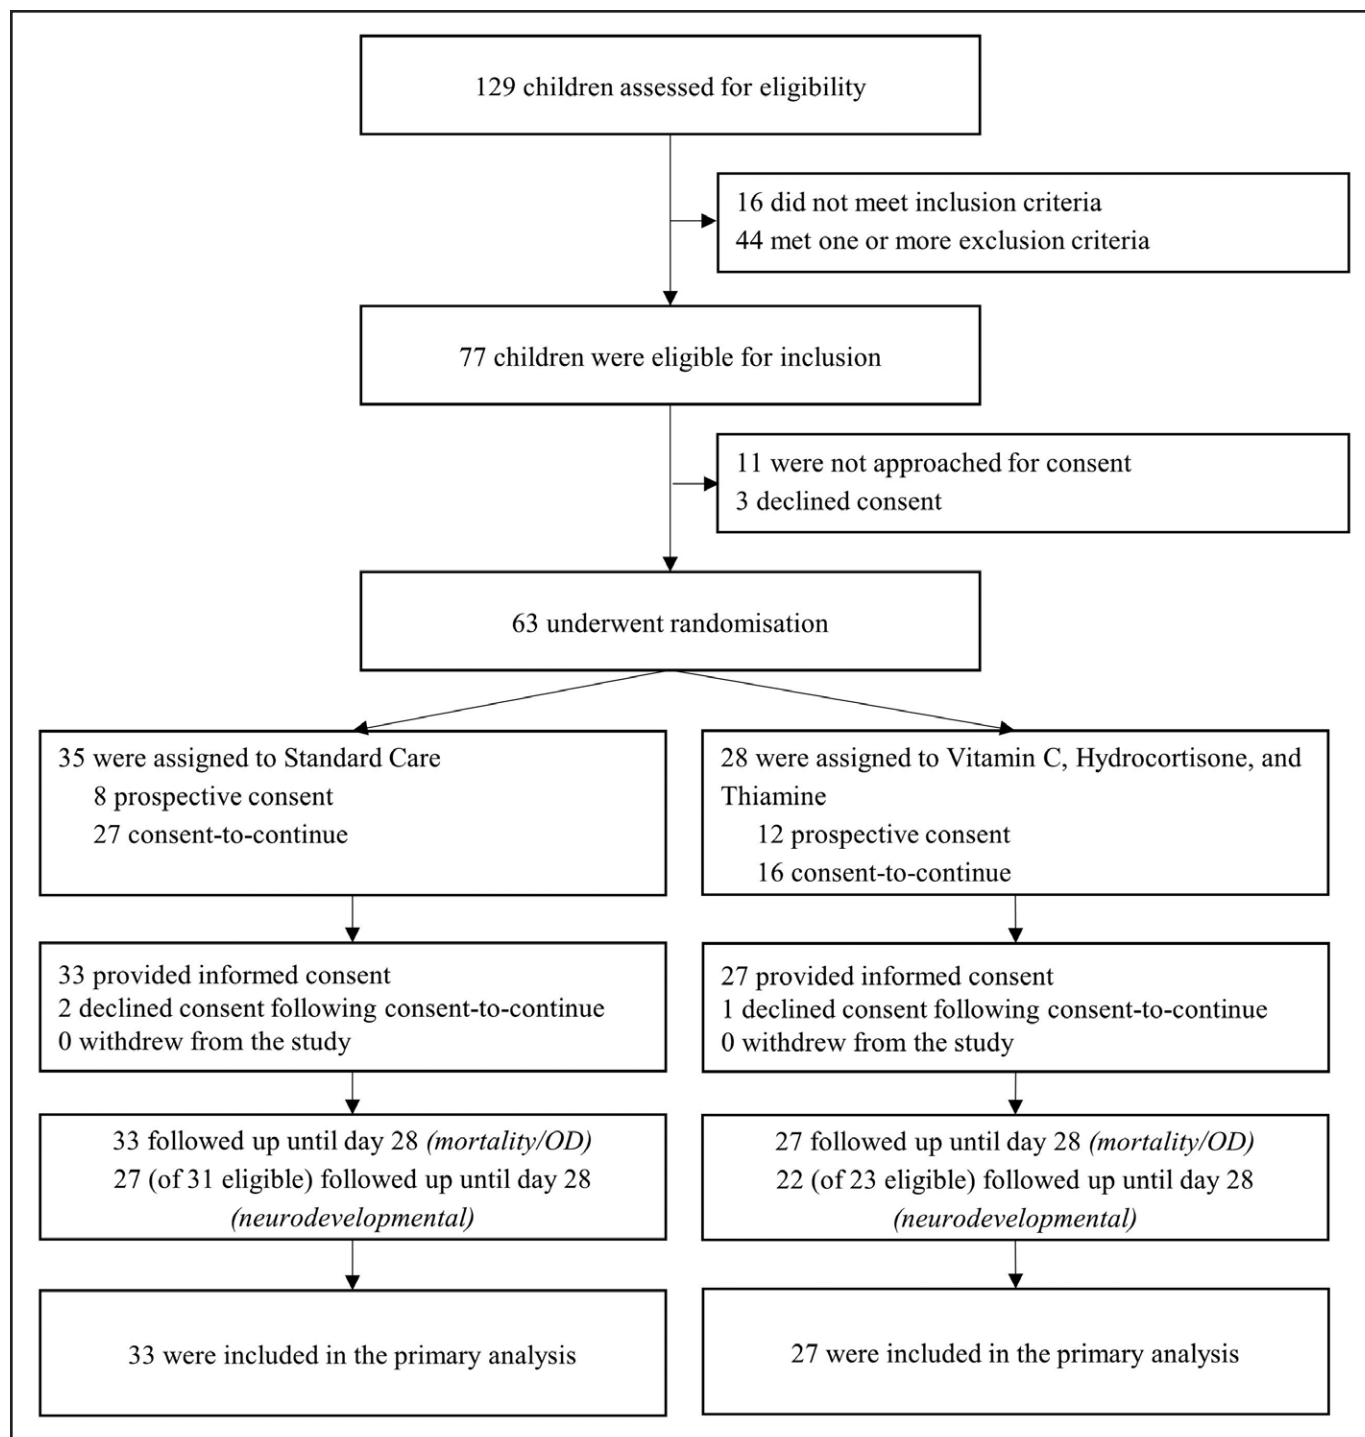 129 children assessed for eligibility
16 did not meet inclusion criteria
44 met one or more exclusion criteria
77 children were eligible for inclusion
11 were not approached for consent
3 declined consent
63 underwent randomisation
35 were assigned to Standard Care
8 prospective consent
27 consent-to-continue
28 were assigned to Vitamin C, Hydrocortisone, and
Thiamine
12 prospective consent
16 consent-to-continue
33 provided informed consent
2 declined consent following consent-to-continue
0 withdrew from the study
27 provided informed consent
1 declined consent following consent-to-continue
0 withdrew from the study
33 followed up until day 28 (mortality/OD)
27 (of 31 eligible) followed up until day 28
(neurodevelopmental)
27 followed up until day 28 (mortality/OD)
22 (of 23 eligible) followed up until day 28
(neurodevelopmental)
33 were included in the primary analysis
27 were included in the primary analysis